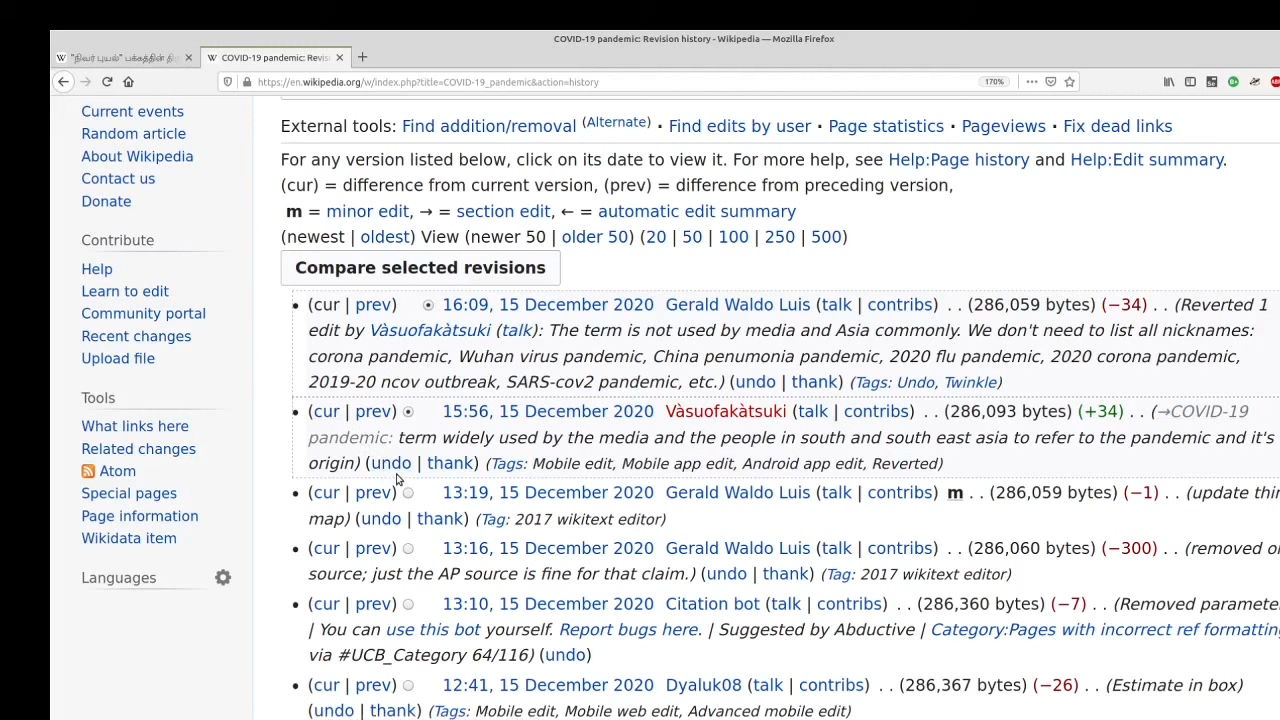 COVID-19 pandemic: Revision history - Wikipedia — Mozilla Firefox
"நிவர் புயல்" பக்கத்தின் தி
COVID-19 pandemic: Revis
https://en.wikipedia.org/w/index.php?title=COVID-19_pandemic&action=history
170%
Current events
Random article
About Wikipedia
Contact us
Donate
Contribute
Help
Learn to edit
Community portal
Recent changes
Upload file
Tools
What links here
Related changes
Atom
Special pages
Page information
Wikidata item
Languages
External tools: Find addition/removal (Alternate) · Find edits by user · Page statistics · Pageviews · Fix dead links
For any version listed below, click on its date to view it. For more help, see Help:Page history and Help:Edit summary.
(cur) = difference from current version, (prev) = difference from preceding version,
m = minor edit, → = section edit, ← = automatic edit summary
(newest | oldest) View (newer 50 | older 50) (20 | 50 | 100 | 250 | 500)
Compare selected revisions
(cur | prev) 16:09, 15 December 2020 Gerald Waldo Luis (talk | contribs) . . (286,059 bytes) (−34) . . (Reverted 1
edit by Vàsuofakàtsuki (talk): The term is not used by media and Asia commonly. We don't need to list all nicknames:
corona pandemic, Wuhan virus pandemic, China penumonia pandemic, 2020 flu pandemic, 2020 corona pandemic,
2019-20 ncov outbreak, SARS-cov2 pandemic, etc.) (undo | thank) (Tags: Undo, Twinkle)
(cur | prev) 15:56, 15 December 2020 Vàsuofakàtsuki (talk | contribs) . . (286,093 bytes) (+34) . . (→COVID-19
pandemic: term widely used by the media and the people in south and south east asia to refer to the pandemic and it's
origin) (undo | thank) (Tags: Mobile edit, Mobile app edit, Android app edit, Reverted)
(cur | prev) 13:19, 15 December 2020 Gerald Waldo Luis (talk | contribs) m . . (286,059 bytes) (−1) . . (update thi
map) (undo | thank) (Tag: 2017 wikitext editor)
(cur | prev) 13:16, 15 December 2020 Gerald Waldo Luis (talk | contribs) . . (286,060 bytes) (−300) . . (removed o
source; just the AP source is fine for that claim.) (undo | thank) (Tag: 2017 wikitext editor)
(cur | prev) 13:10, 15 December 2020 Citation bot (talk | contribs) . . (286,360 bytes) (−7) . . (Removed paramete
| You can use this bot yourself. Report bugs here. | Suggested by Abductive | Category:Pages with incorrect ref formatting
via #UCB_Category 64/116) (undo)
(cur | prev) 12:41, 15 December 2020 Dyaluk08 (talk | contribs) . . (286,367 bytes) (−26) . . (Estimate in box)
(undo | thank) (Tags: Mobile edit, Mobile web edit, Advanced mobile edit)